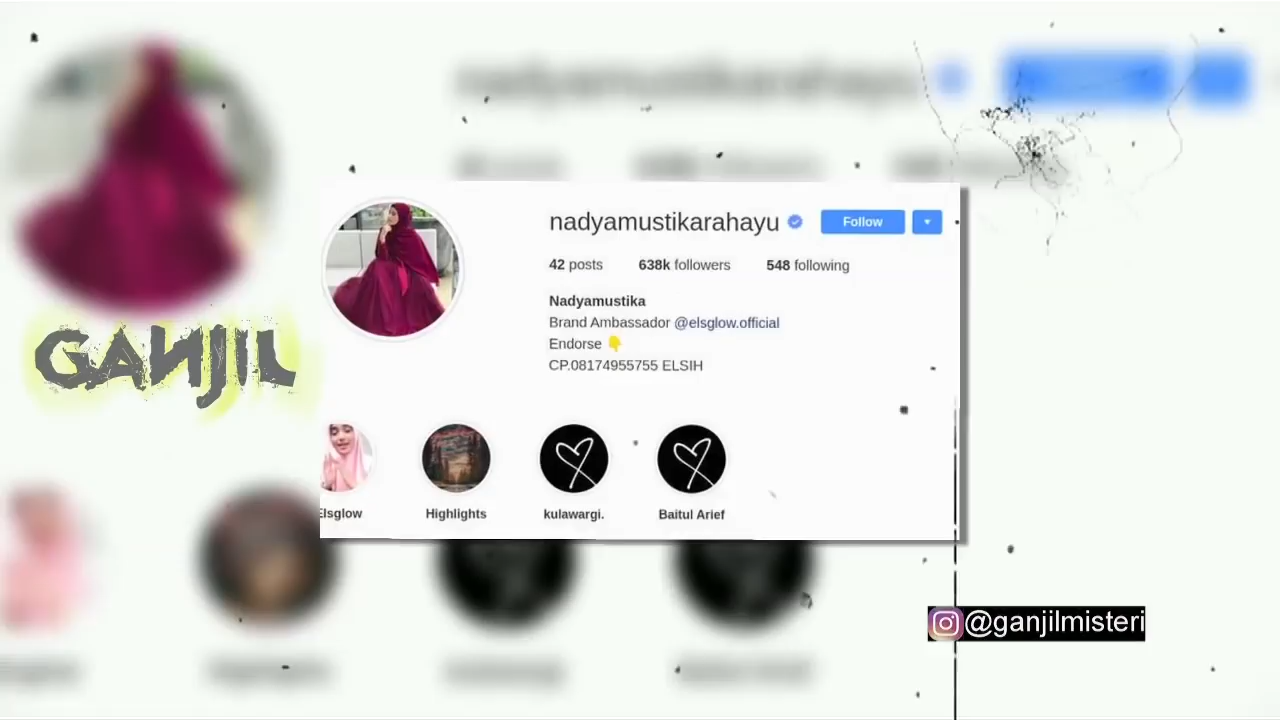 nadyamustikarahayu
Follow
42 posts 638k followers 548 following
Nadyamustika
Brand Ambassador @elsglow.official
Endorse 👇
CP.08174955755 ELSIH
GANJIL
Elsglow Highlights kulawargi. Baitul Arief
@ganjilmisteri